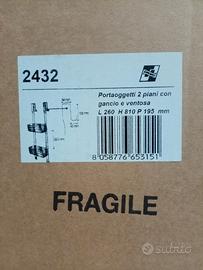 2432
Portaoggetti 2 piani con
gancio e ventosa
L 260 H 810 P 195 mm
8 058776 653151
FRAGILE
subito